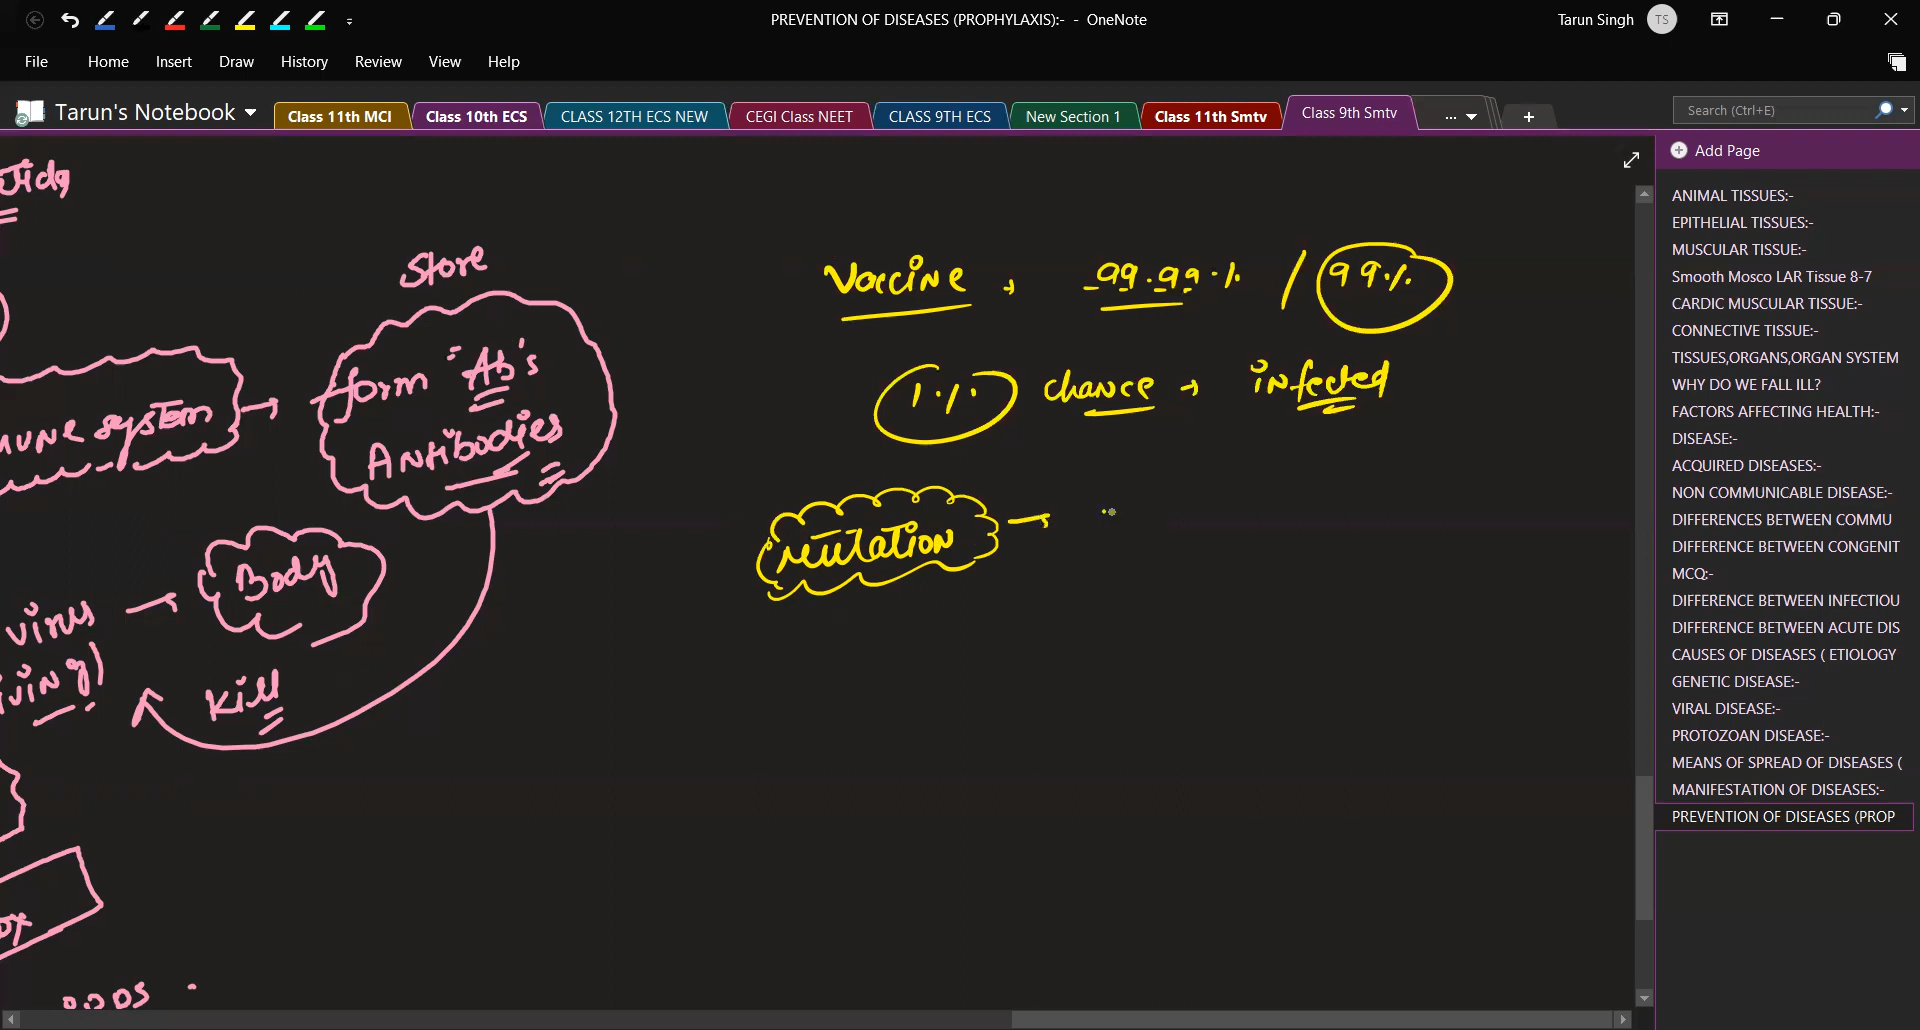 PREVENTION OF DISEASES (PROPHYLAXIS):- - OneNote
Tarun Singh TS
File Home Insert Draw History Review View Help
Tarun's Notebook
Class 11th MCI
Class 10th ECS
CLASS 12TH ECS NEW
CEGI Class NEET
CLASS 9TH ECS
New Section 1
Class 11th Smtv
Class 9th Smtv
...
Search (Ctrl+E)
Add Page
ANIMAL TISSUES:-
EPITHELIAL TISSUES:-
MUSCULAR TISSUE:-
Smooth Mosco LAR Tissue 8-7
CARDIC MUSCULAR TISSUE:-
CONNECTIVE TISSUE:-
TISSUES,ORGANS,ORGAN SYSTEM
WHY DO WE FALL ILL?
FACTORS AFFECTING HEALTH:-
DISEASE:-
ACQUIRED DISEASES:-
NON COMMUNICABLE DISEASE:-
DIFFERENCES BETWEEN COMMU
DIFFERENCE BETWEEN CONGENIT
MCQ:-
DIFFERENCE BETWEEN INFECTIOU
DIFFERENCE BETWEEN ACUTE DIS
CAUSES OF DISEASES ( ETIOLOGY
GENETIC DISEASE:-
VIRAL DISEASE:-
PROTOZOAN DISEASE:-
MEANS OF SPREAD OF DISEASES (
MANIFESTATION OF DISEASES:-
PREVENTION OF DISEASES (PROP
Store
form "Ab's
Antibodies
mune system
virus
Body
ving)
Kill
Vaccine → 99.99% / 99%
1% chance → infected
Mutation →